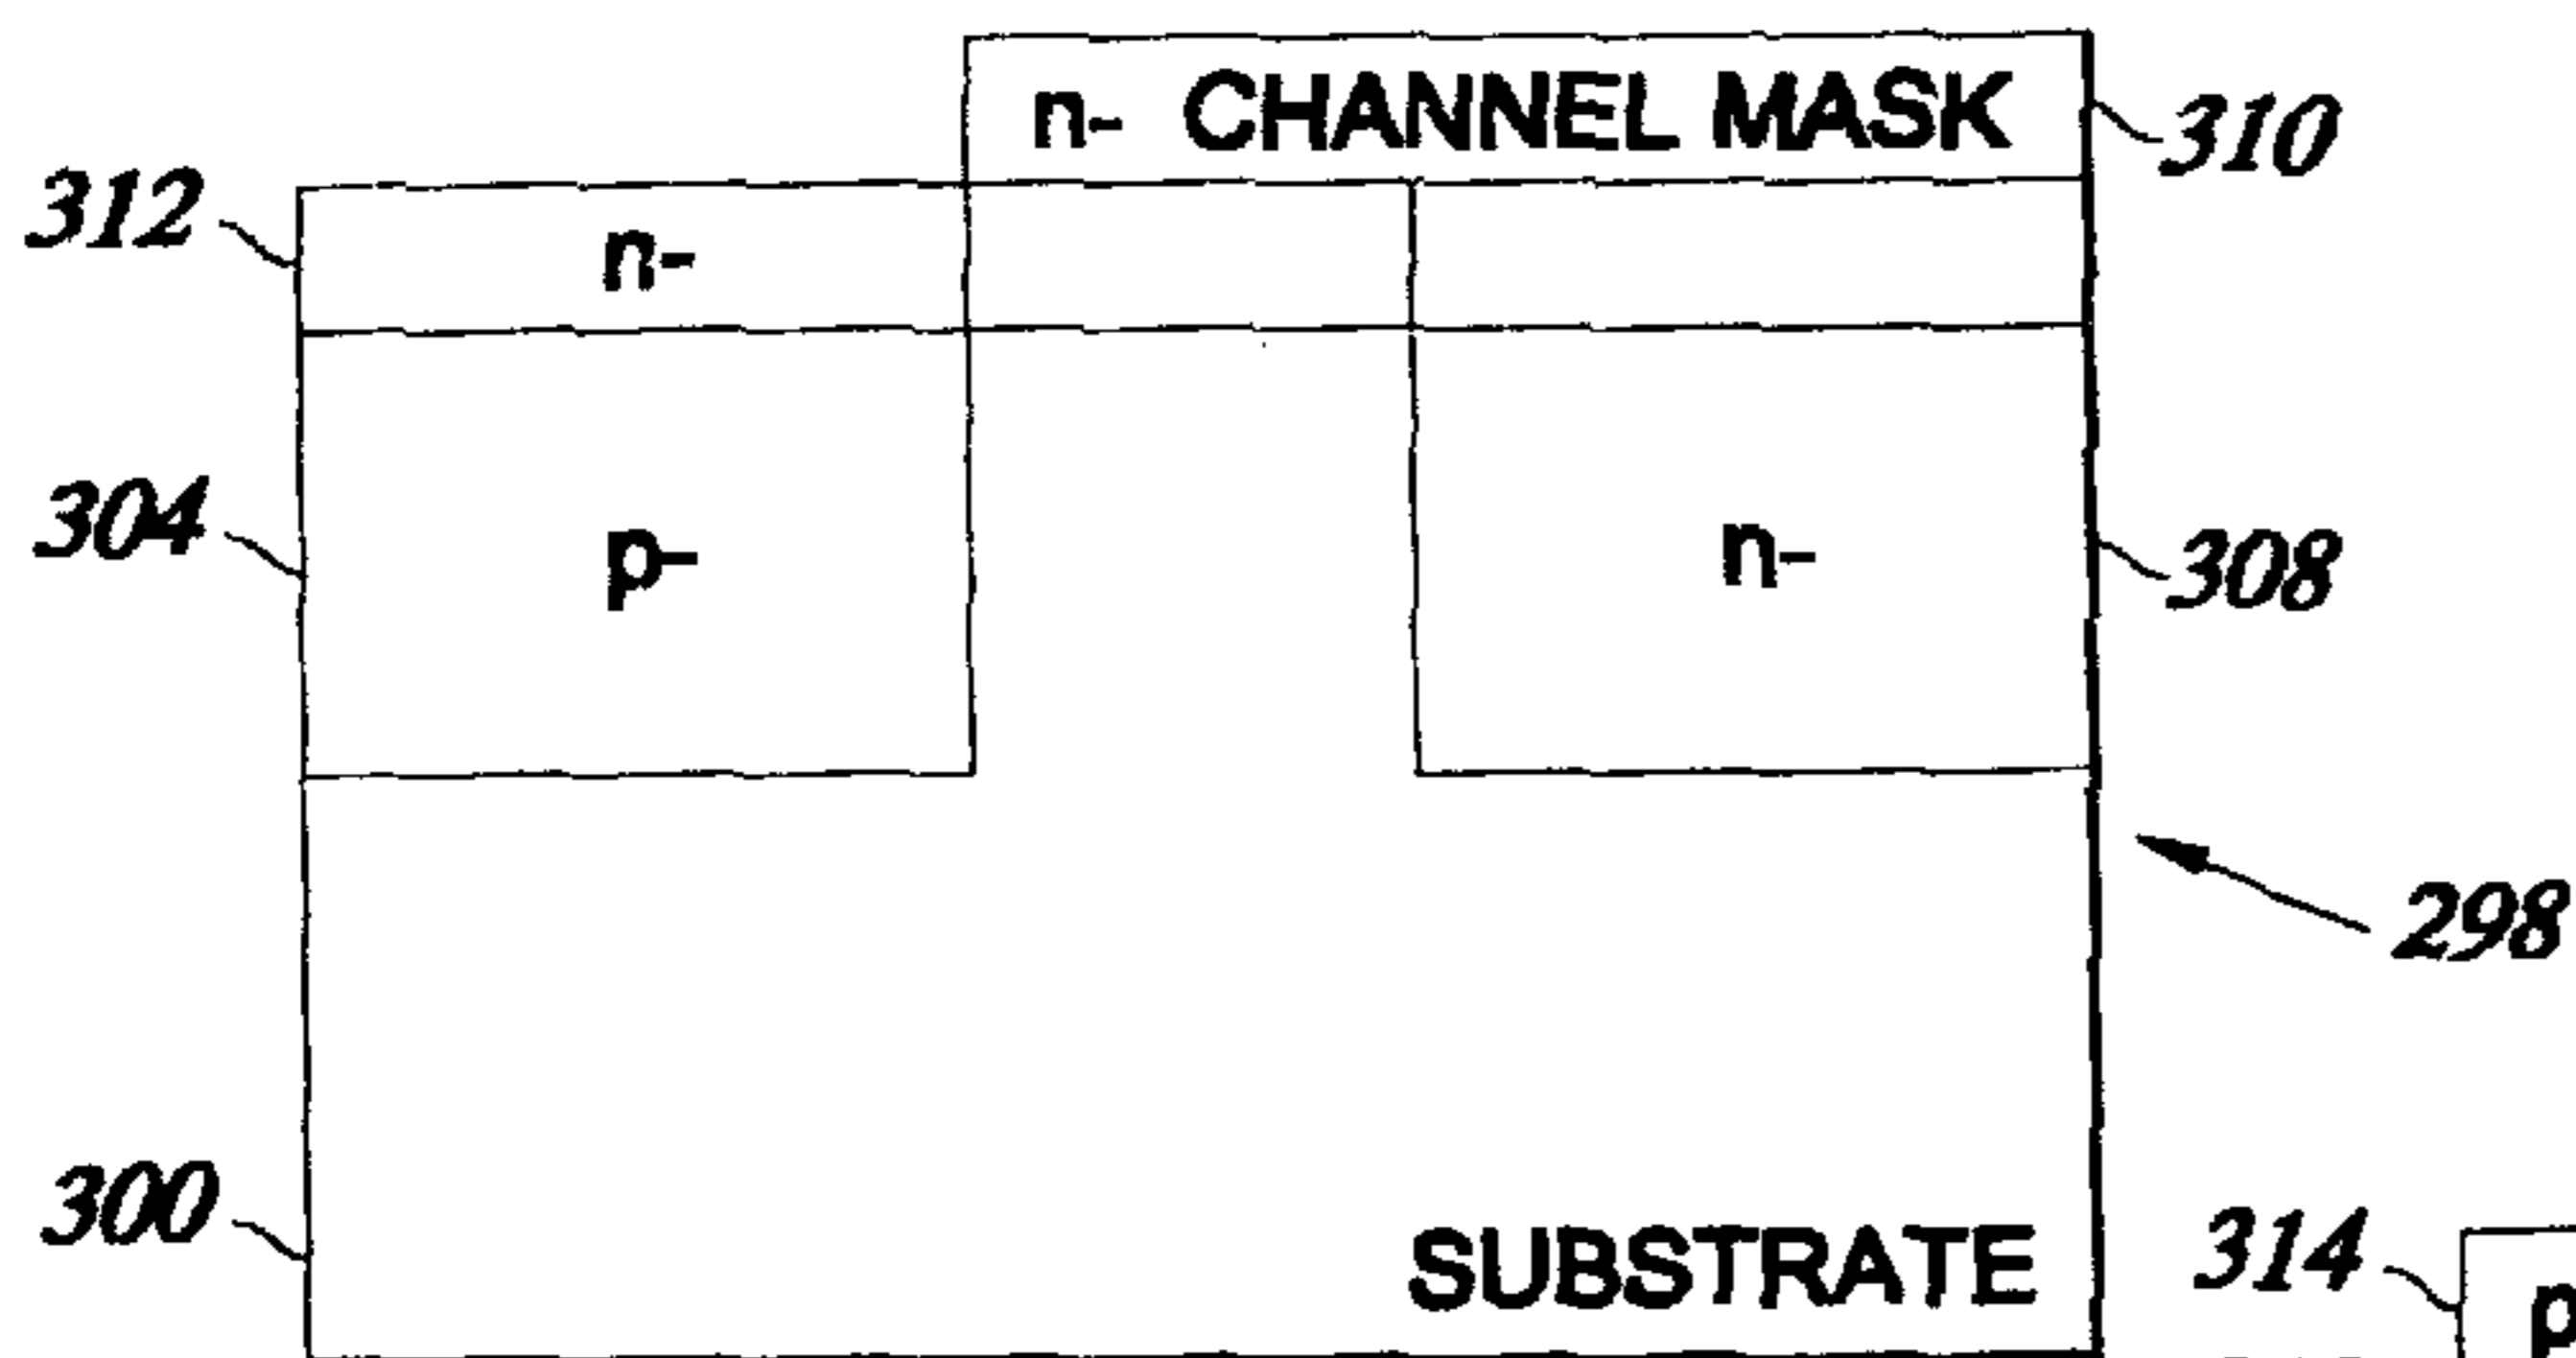 n- CHANNEL MASK
310
312
n-
304
p-
n-
308
298
300
SUBSTRATE
314
p